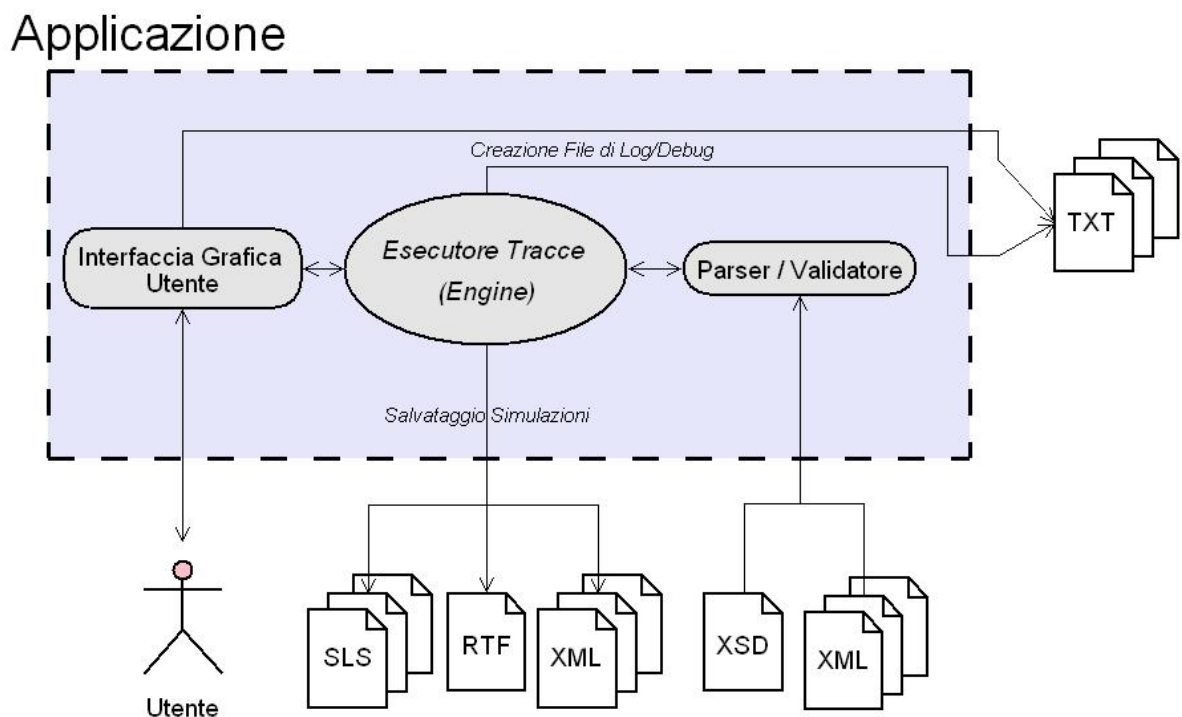 Applicazione
Creazione File di Log/Debug
TXT
Interfaccia Grafica
Utente
Esecutore Tracce
(Engine)
Parser / Validatore
Salvataggio Simulazioni
SLS
RTF
XML
XSD
XML
Utente